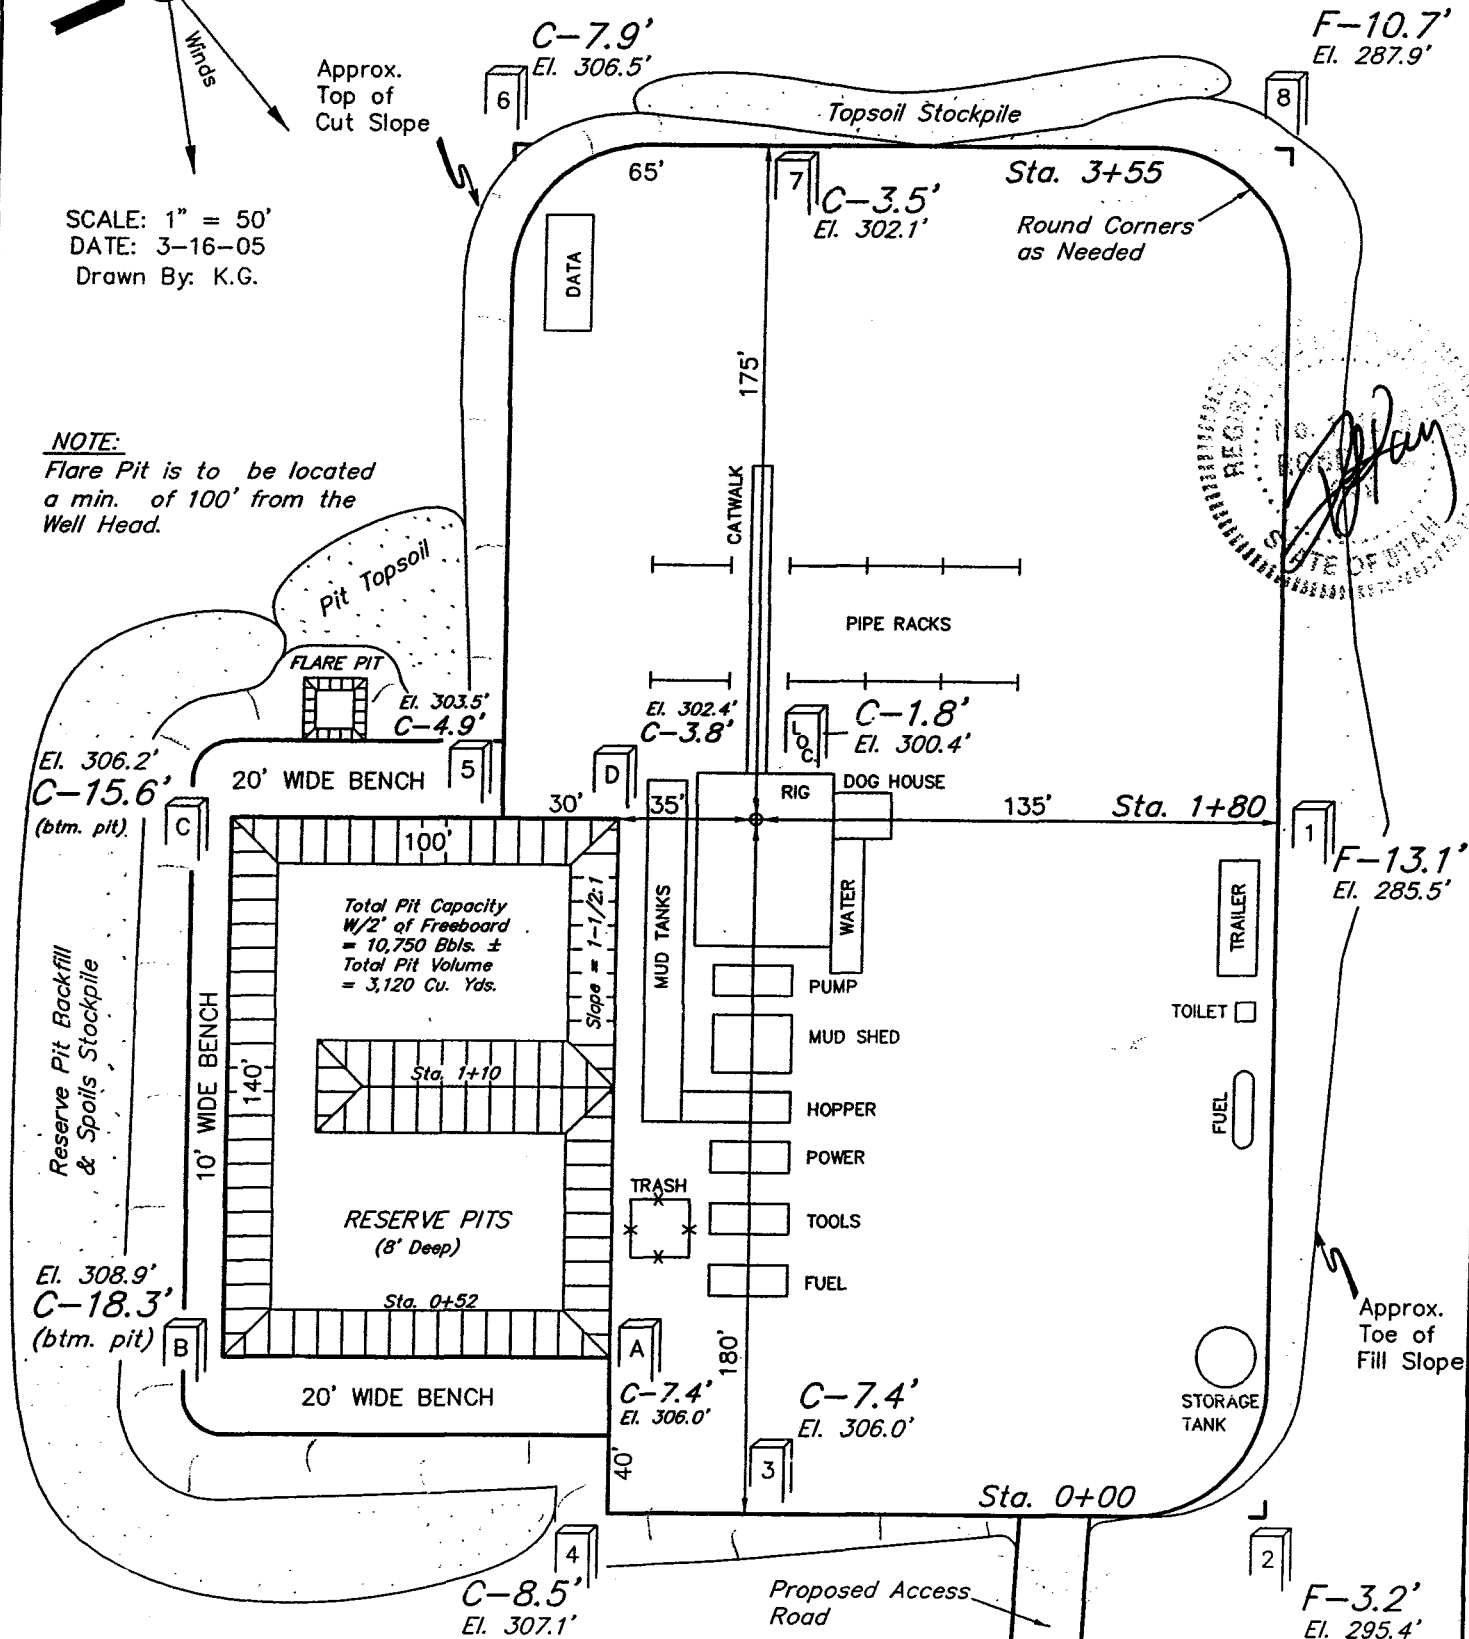 Winds
Approx.
Top of
Cut Slope
SCALE: 1" = 50'
DATE: 3-16-05
Drawn By: K.G.
C-7.9'
El. 306.5'
6
F-10.7'
El. 287.9'
8
Topsoil Stockpile
65'
7
C-3.5'
El. 302.1'
Sta. 3+55
Round Corners
as Needed
DATA
175'
NOTE:
Flare Pit is to be located
a min. of 100' from the
Well Head.
STATE OF UTAH
CATWALK
Pit Topsoil
PIPE RACKS
FLARE PIT
El. 303.5'
C-4.9'
5
El. 302.4'
C-3.8'
D
LOC.
C-1.8'
El. 300.4'
El. 306.2'
C-15.6'
(btm. pit)
C
20' WIDE BENCH
30'
35'
RIG
DOG HOUSE
135'
Sta. 1+80
1
F-13.1'
El. 285.5'
100'
Total Pit Capacity
W/2' of Freeboard
= 10,750 Bbls. ±
Total Pit Volume
= 3,120 Cu. Yds.
Slope = 1-1/2:1
MUD TANKS
WATER
TRAILER
PUMP
TOILET
MUD SHED
Reserve Pit Backfill
& Spoils Stockpile
10' WIDE BENCH
140'
Sta. 1+10
HOPPER
FUEL
POWER
TRASH
TOOLS
RESERVE PITS
(8' Deep)
FUEL
El. 308.9'
C-18.3'
(btm. pit)
B
Sta. 0+52
A
C-7.4'
El. 306.0'
180'
C-7.4'
El. 306.0'
20' WIDE BENCH
STORAGE
TANK
Approx.
Toe of
Fill Slope
40'
3
Sta. 0+00
4
C-8.5'
El. 307.1'
Proposed Access
Road
2
F-3.2'
El. 295.4'